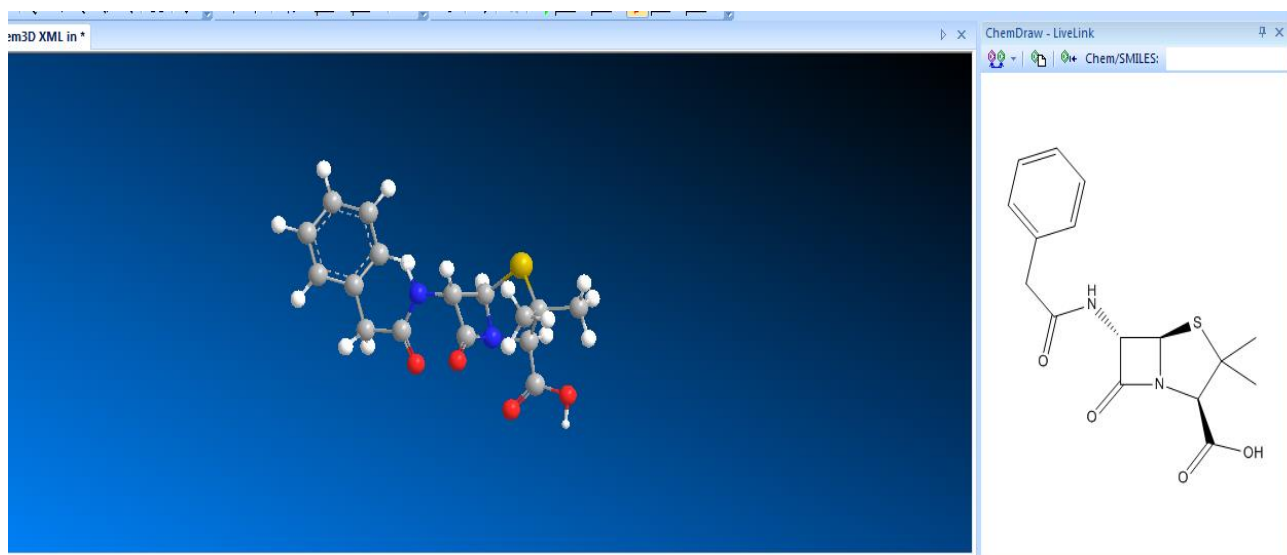 em3D XML in *
ChemDraw - LiveLink
Chem/SMILES:
H
N
S
O
N
O
OH
O